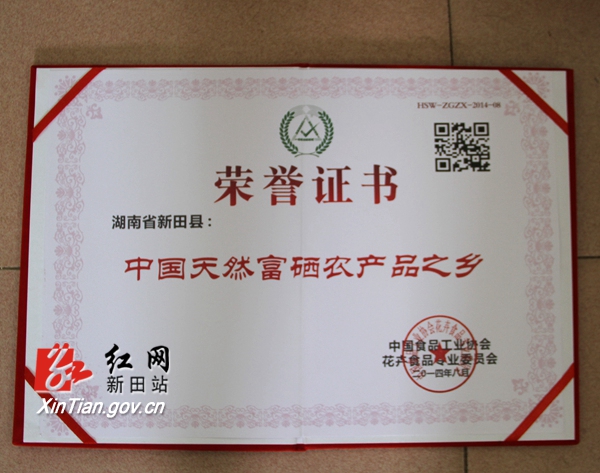 HSW-ZGZX-2014-08
荣誉证书
湖南省新田县：
中国天然富硒农产品之乡
中国食品工业协会
花卉食品专业委员会
二〇一四年八月
红网
新田站
XinTian.gov.cn